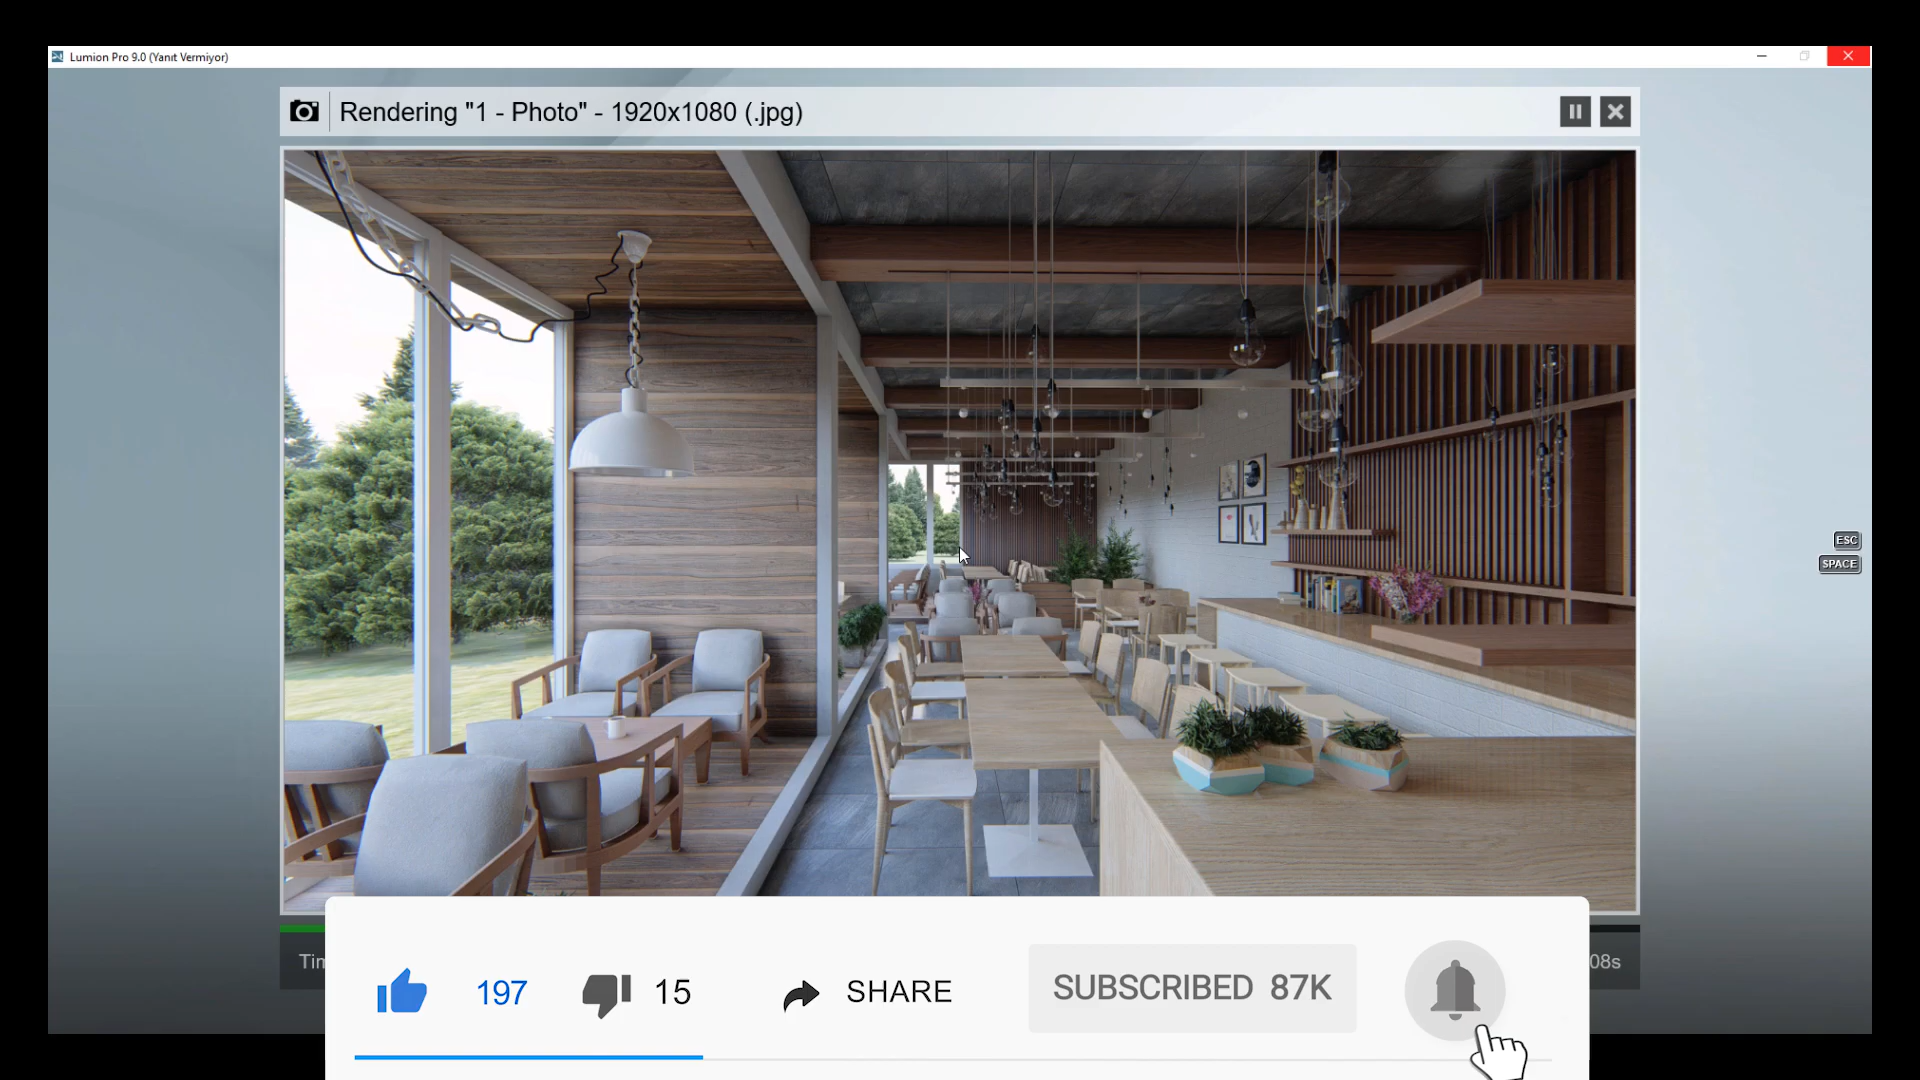 Lumion Pro 9.0 (Yanıt Vermiyor)
Rendering "1 - Photo" - 1920x1080 (.jpg)
ESC
SPACE
Tim
08s
197
15
SHARE
SUBSCRIBED 87K